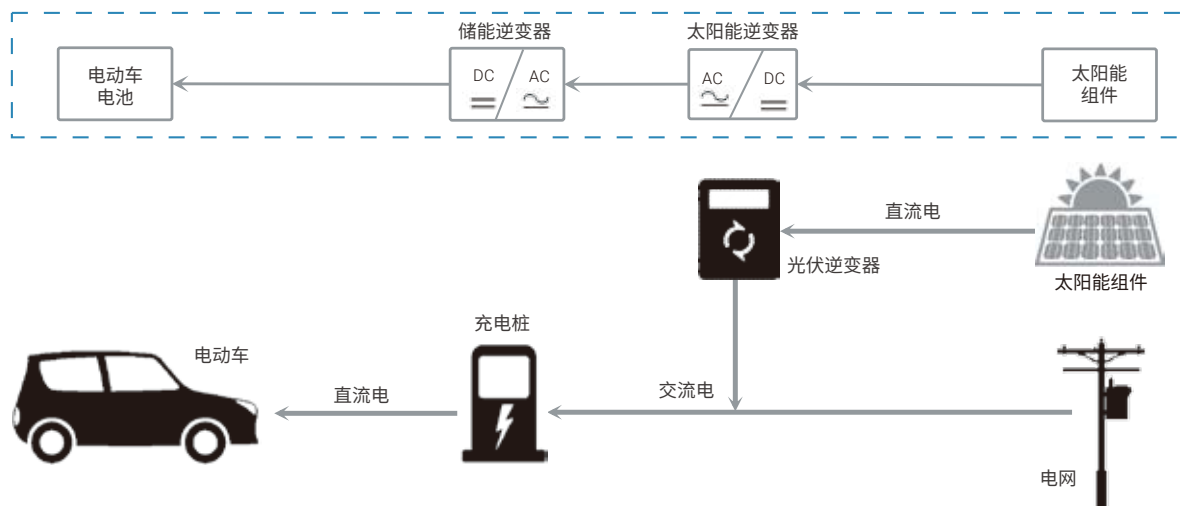 储能逆变器
太阳能逆变器
电动车
电池
DC
AC
AC
DC
太阳能
组件
直流电
光伏逆变器
太阳能组件
充电桩
电动车
直流电
交流电
电网